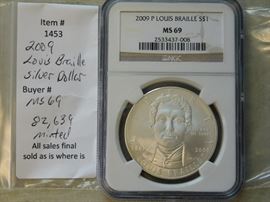 Item #
1453
2009
Louis Braille
Silver Dollar
Buyer #
MS69
82,639
minted
All sales final
sold as is where is
2009 P LOUIS BRAILLE S$1
MS 69
2533437-008
NGC